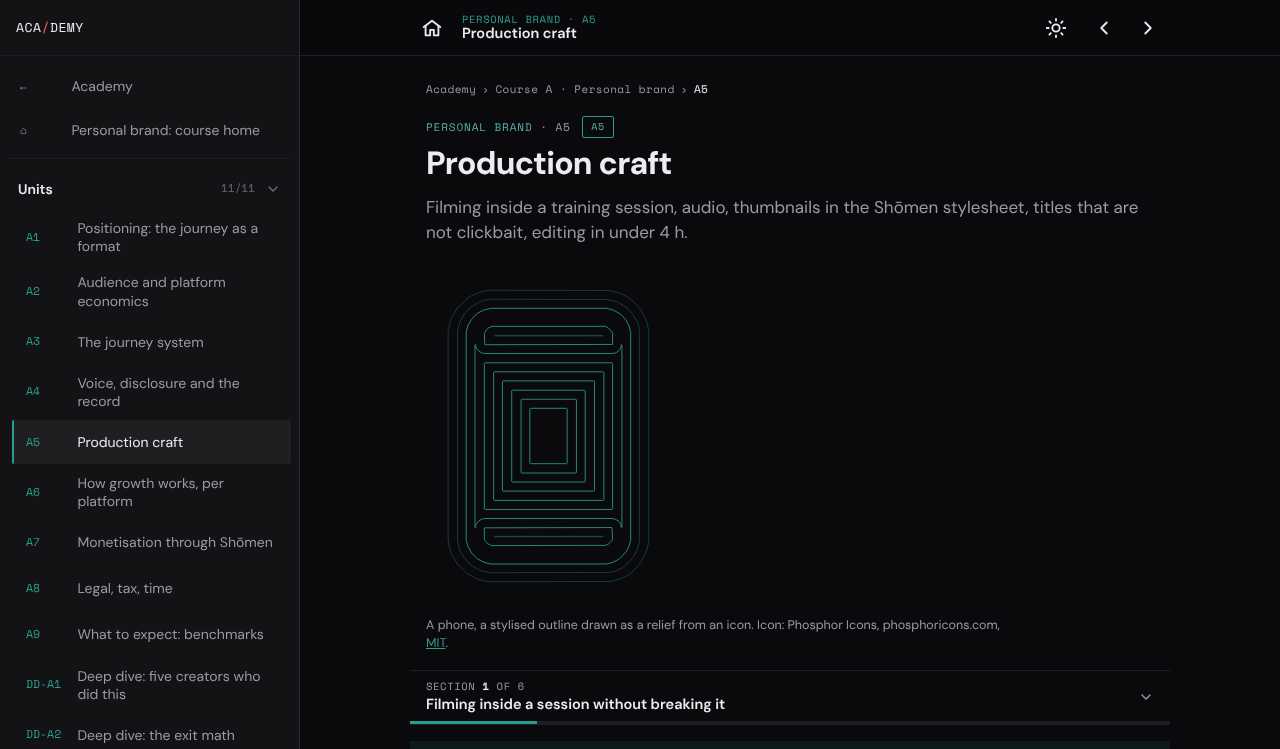 ACA/DEMY
← Academy
⌂ Personal brand: course home
Units 11/11
A1 Positioning: the journey as a
format
A2 Audience and platform
economics
A3 The journey system
A4 Voice, disclosure and the
record
A5 Production craft
A6 How growth works, per
platform
A7 Monetisation through Shōmen
A8 Legal, tax, time
A9 What to expect: benchmarks
DD-A1 Deep dive: five creators who
did this
DD-A2 Deep dive: the exit math
PERSONAL BRAND · A5
Production craft
Academy › Course A · Personal brand › A5
PERSONAL BRAND · A5 A5
Production craft
Filming inside a training session, audio, thumbnails in the Shōmen stylesheet, titles that are
not clickbait, editing in under 4 h.
A phone, a stylised outline drawn as a relief from an icon. Icon: Phosphor Icons, phosphoricons.com,
MIT.
SECTION 1 OF 6
Filming inside a session without breaking it